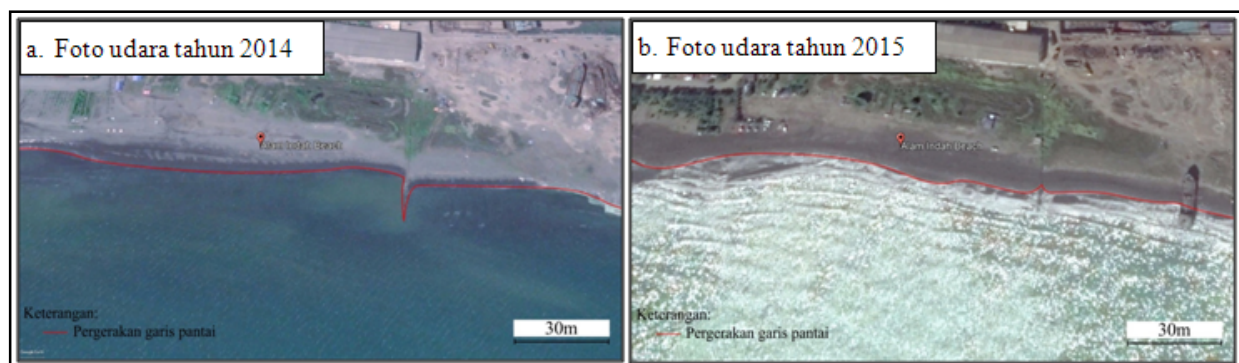 a. Foto udara tahun 2014
Alam Indah Beach
Keterangan:
Pergerakan garis pantai
30m
b. Foto udara tahun 2015
Alam Indah Beach
Keterangan:
Pergerakan garis pantai
30m